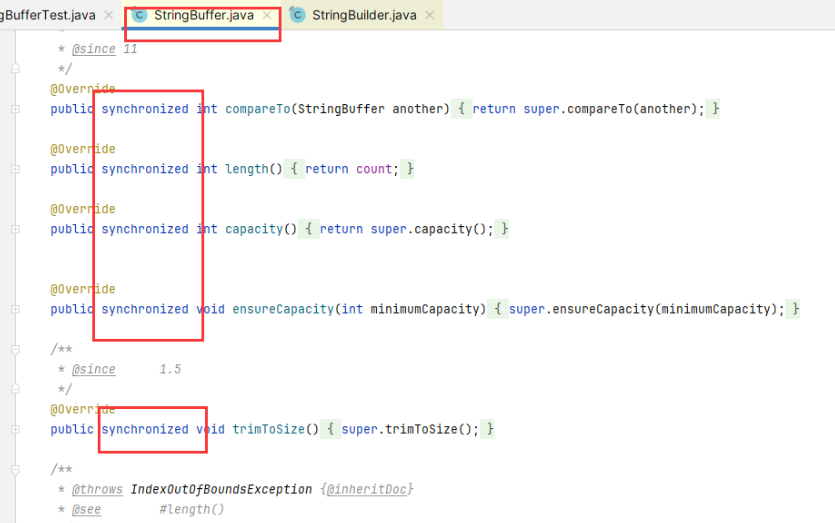 gBufferTest.java × StringBuffer.java × StringBuilder.java ×
* @since 11
*/
@Override
public synchronized int compareTo(StringBuffer another) { return super.compareTo(another); }
@Override
public synchronized int length() { return count; }
@Override
public synchronized int capacity() { return super.capacity(); }
@Override
public synchronized void ensureCapacity(int minimumCapacity) { super.ensureCapacity(minimumCapacity); }
/**
* @since 1.5
*/
@Override
public synchronized void trimToSize() { super.trimToSize(); }
/**
* @throws IndexOutOfBoundsException {@inheritDoc}
* @see #length()